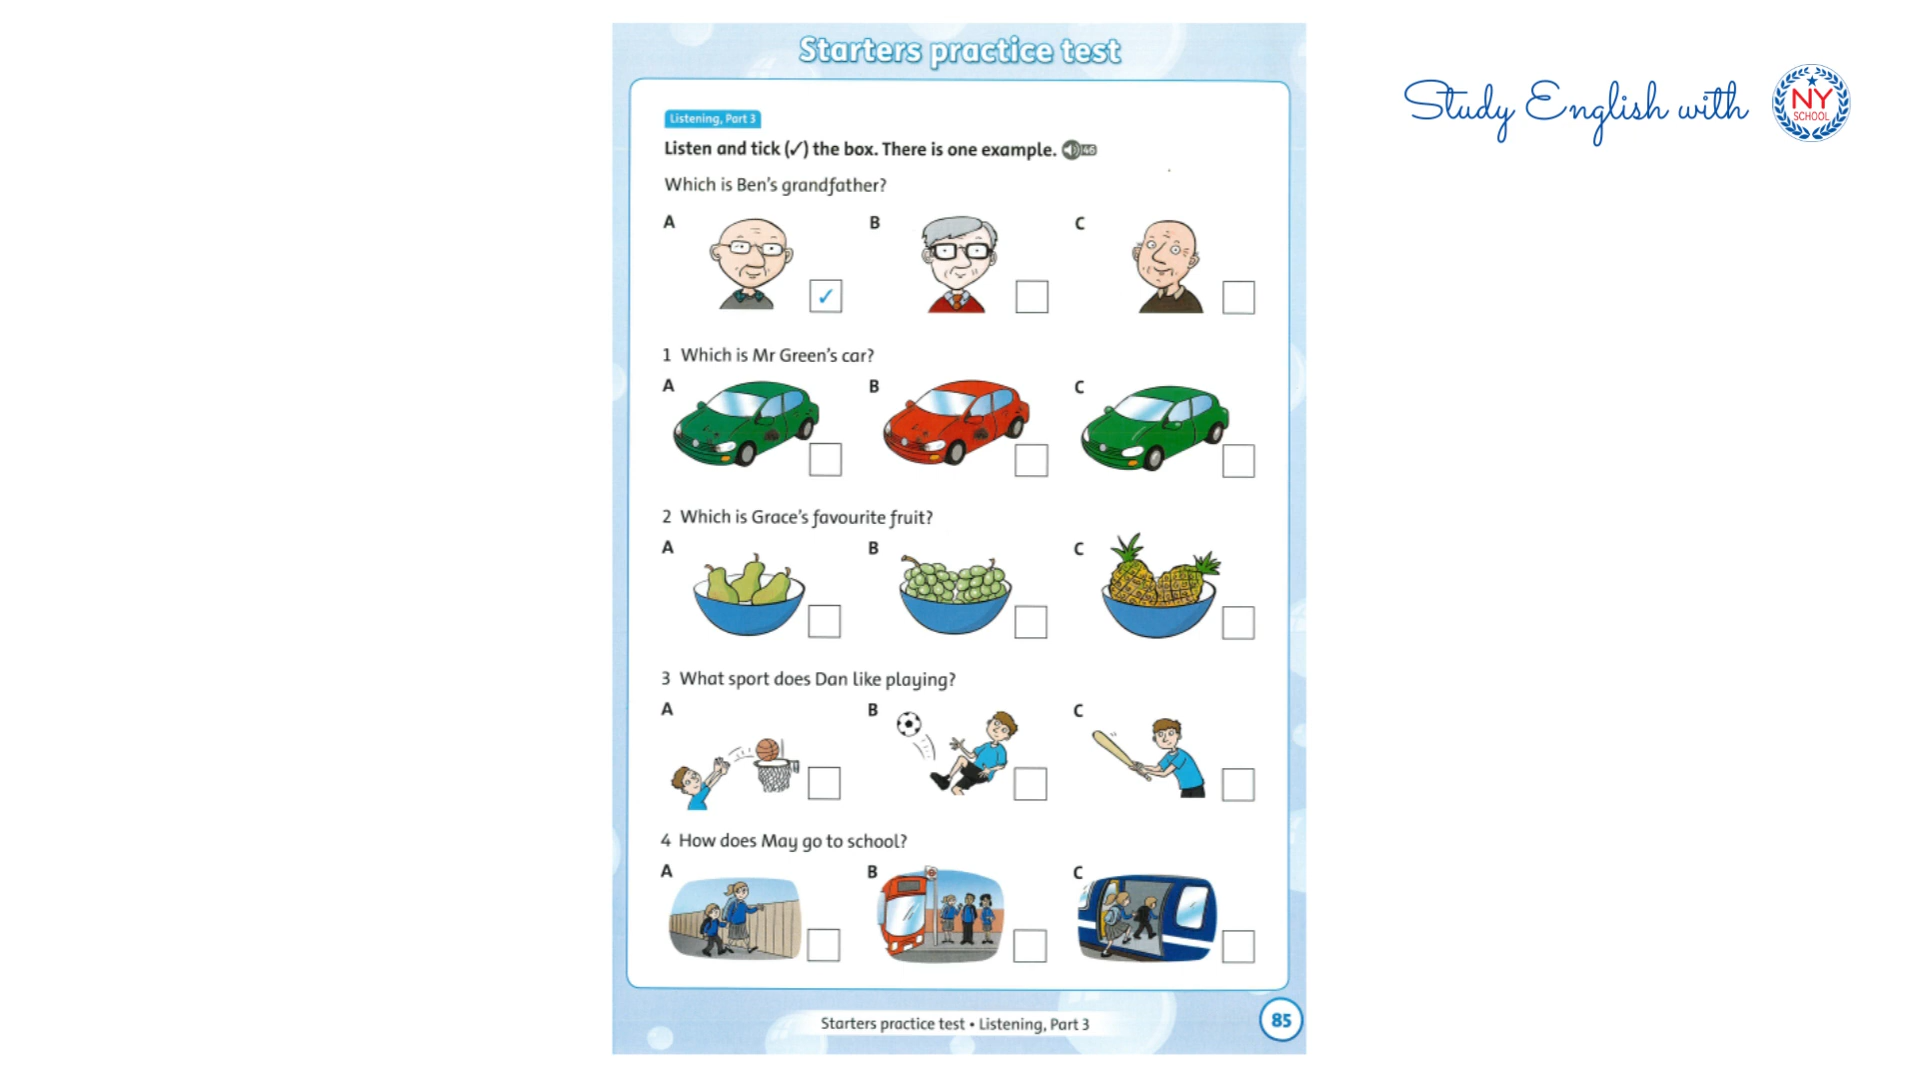 Starters practice test
Study English with
NY
SCHOOL
Listening, Part 3
Listen and tick (✓) the box. There is one example. 46
Which is Ben's grandfather?
A B C
✓
1 Which is Mr Green's car?
A B C
2 Which is Grace's favourite fruit?
A B C
3 What sport does Dan like playing?
A B C
4 How does May go to school?
A B C
Starters practice test • Listening, Part 3
85